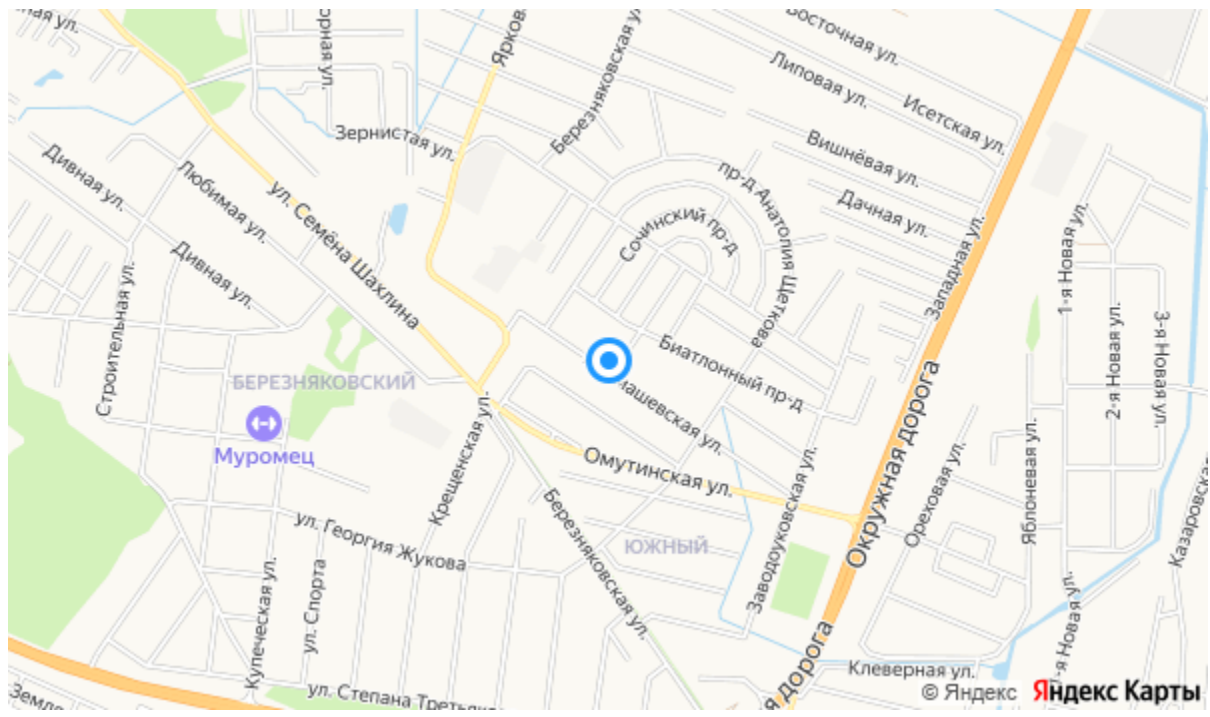 Восточная ул.
Липовая ул.
Исетская ул.
Березняковская ул.
Зернистая ул.
Вишнёвая ул.
Дачная ул.
Дивная ул.
Любимая ул.
ул. Семёна Шахлина
пр-д Анатолия Щеткова
Сочинский пр-д
Западная ул.
1-я Новая ул.
2-я Новая ул.
3-я Новая ул.
Дивная ул.
Строительная ул.
БЕРЕЗНЯКОВСКИЙ
Муромец
Биатлонный пр-д
Окружная дорога
Крещенская ул.
Омутинская ул.
Ореховая ул.
Яблоневая ул.
Заводоуковская ул.
Березняковская ул.
ЮЖНЫЙ
ул. Георгия Жукова
Купеческая ул.
ул. Спорта
Клеверная ул.
ул. Степана Третьяк
© Яндекс Яндекс Карты